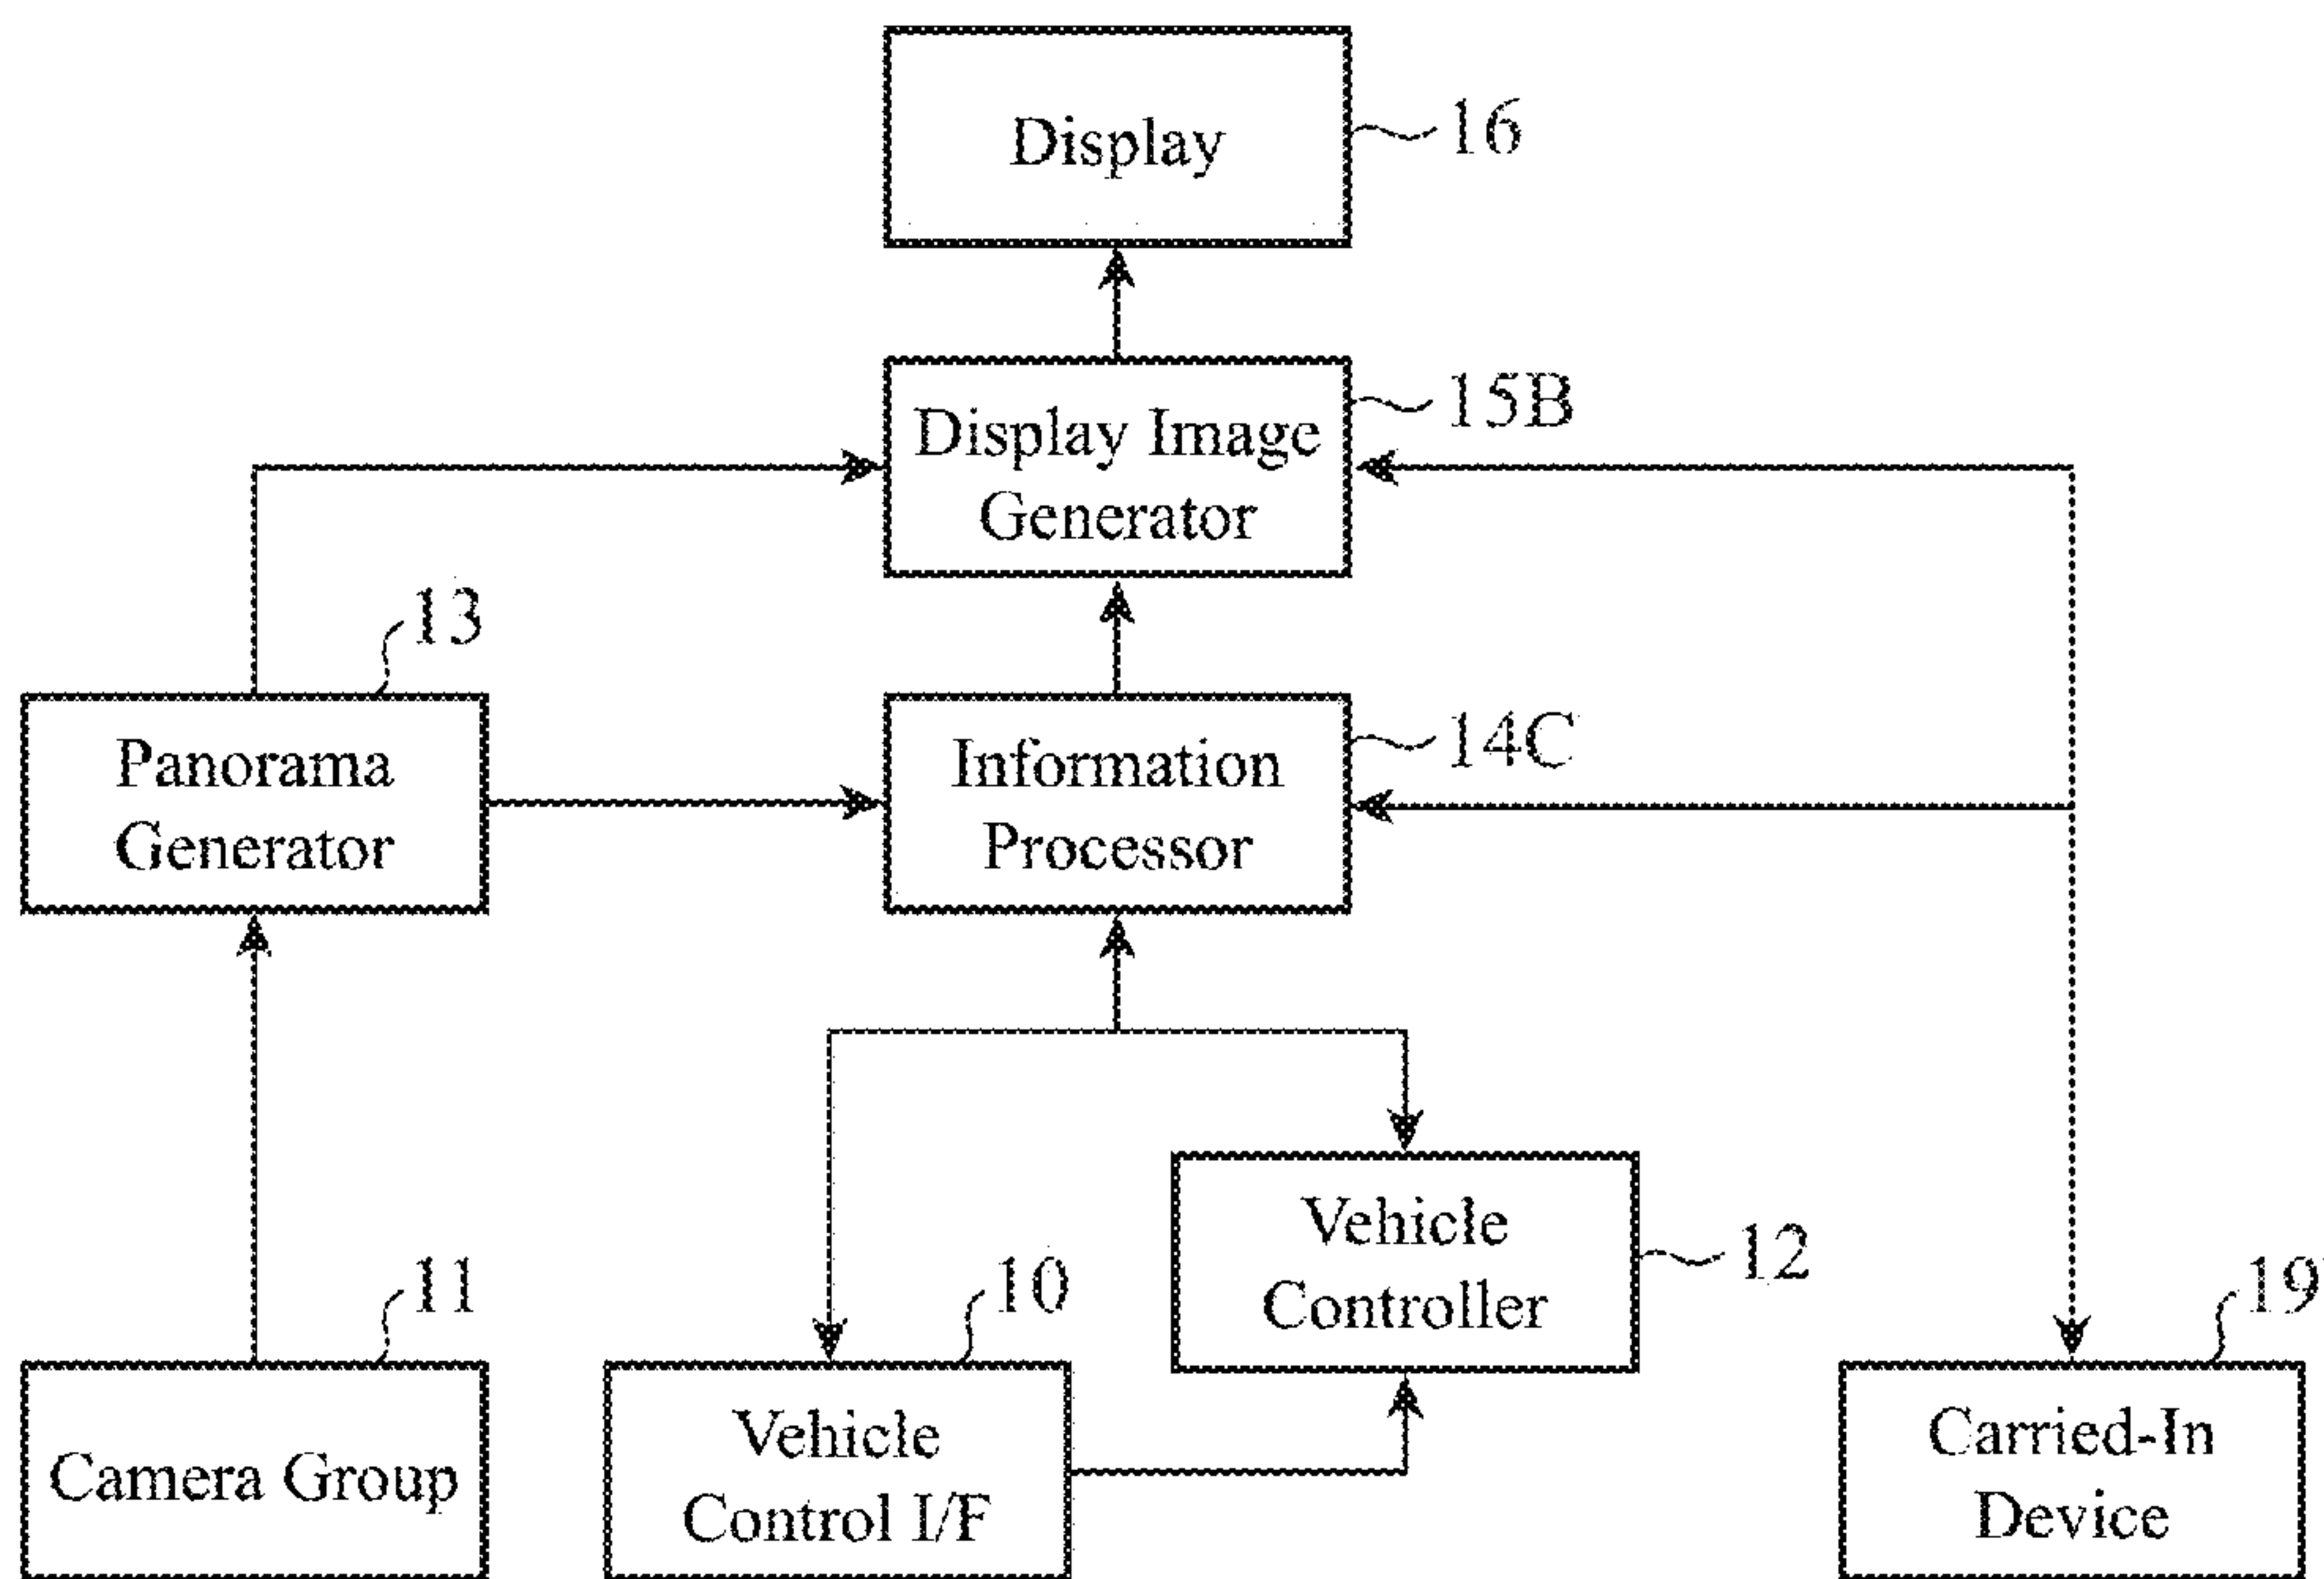 Display
16
Display Image
Generator
15B
13
Panorama
Generator
Information
Processor
14C
Vehicle
Controller
12
11
Camera Group
10
Vehicle
Control I/F
19
Carried-In
Device